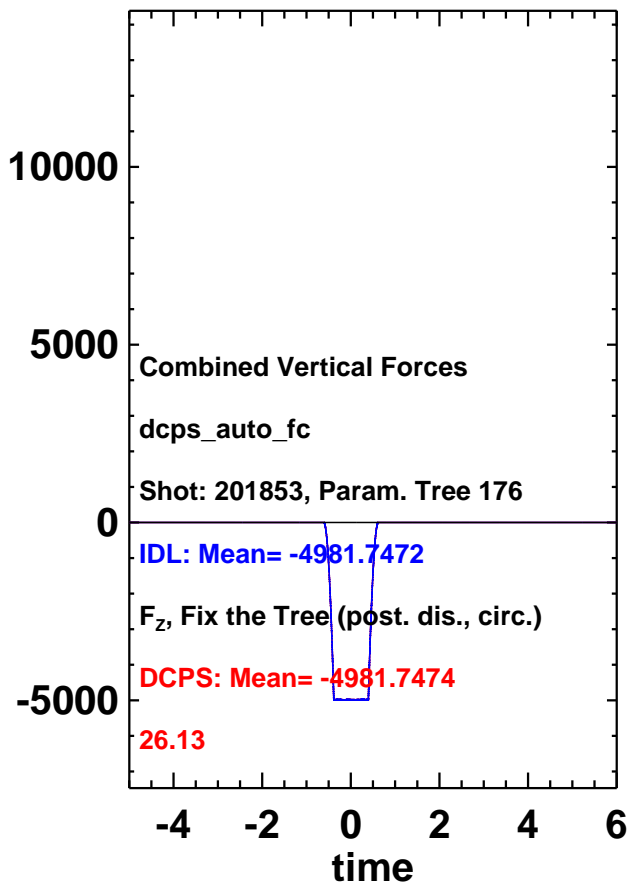 10000
5000
Combined Vertical Forces
dcps_auto_fc
Shot: 201853, Param. Tree 176
0
IDL: Mean= -4981.7472
F_Z, Fix the Tree (post. dis., circ.)
DCPS: Mean= -4981.7474
-5000
26.13
-4 -2 0 2 4 6
time